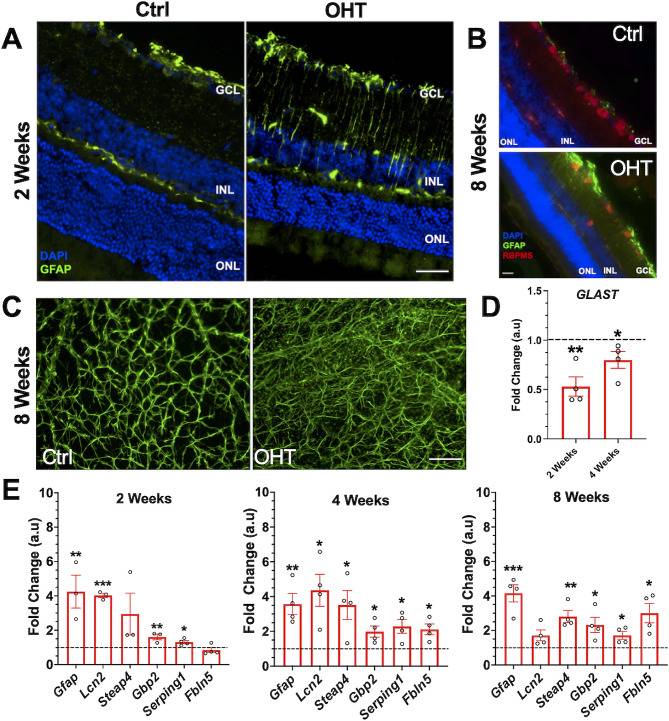 Ctrl OHT
A
2 Weeks
GCL
INL
ONL
DAPI
GFAP
GCL
INL
ONL
B
8 Weeks
Ctrl
ONL INL GCL
OHT
DAPI
GFAP
RBPMS
ONL INL GCL
C
8 Weeks
Ctrl
OHT
D
GLAST
Fold Change (a.u)
1.5
1.0
0.5
0.0
**
*
2 Weeks
4 Weeks
E
2 Weeks
Fold Change (a.u)
10
8
6
4
2
0
** *** ** *
Gfap Lcn2 Steap4 Gbp2 Serping1 Fbln5
4 Weeks
Fold Change (a.u)
10
8
6
4
2
0
** * * * * *
Gfap Lcn2 Steap4 Gbp2 Serping1 Fbln5
8 Weeks
Fold Change (a.u)
10
8
6
4
2
0
*** ** * * *
Gfap Lcn2 Steap4 Gbp2 Serping1 Fbln5